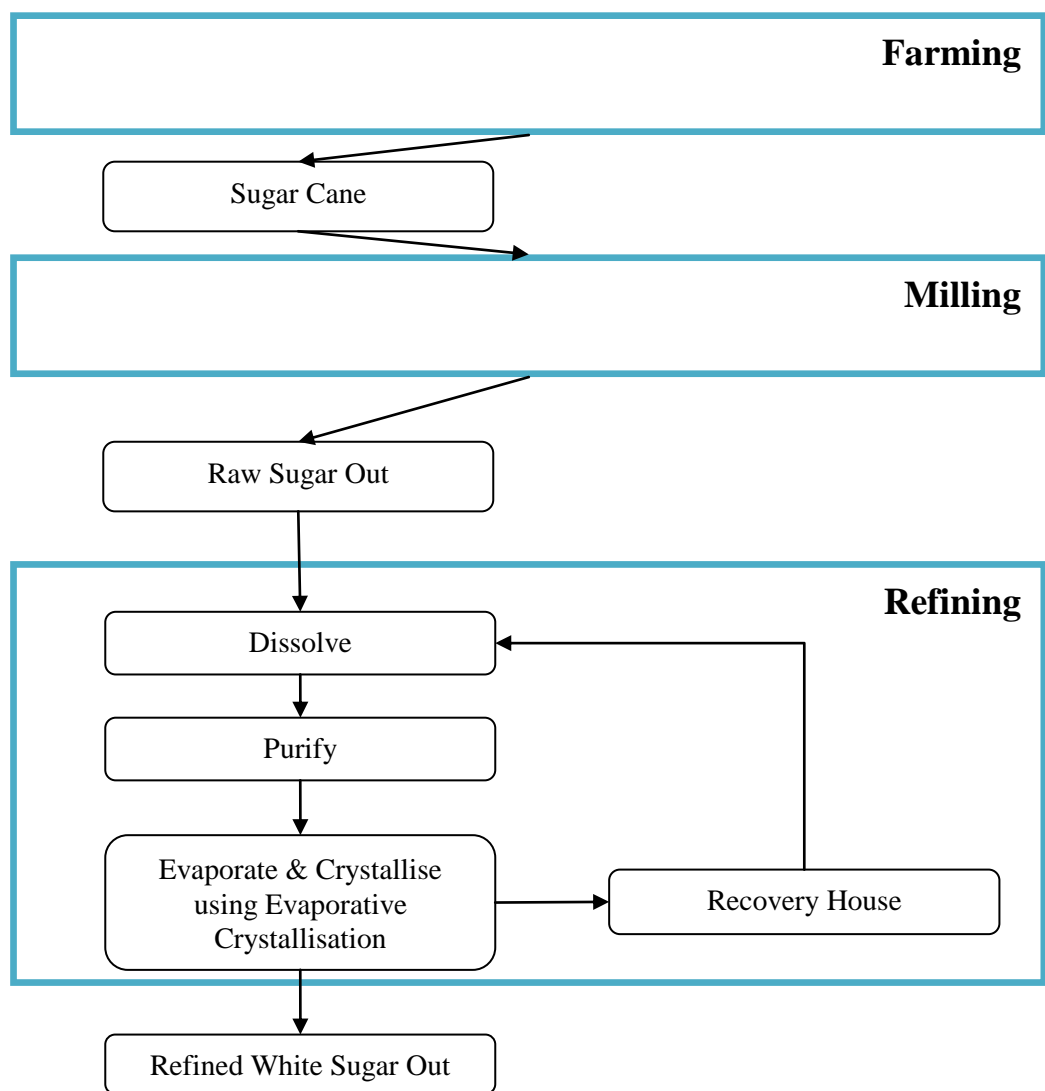 Farming
Sugar Cane
Milling
Raw Sugar Out
Refining
Dissolve
Purify
Evaporate & Crystallise
using Evaporative
Crystallisation
Recovery House
Refined White Sugar Out